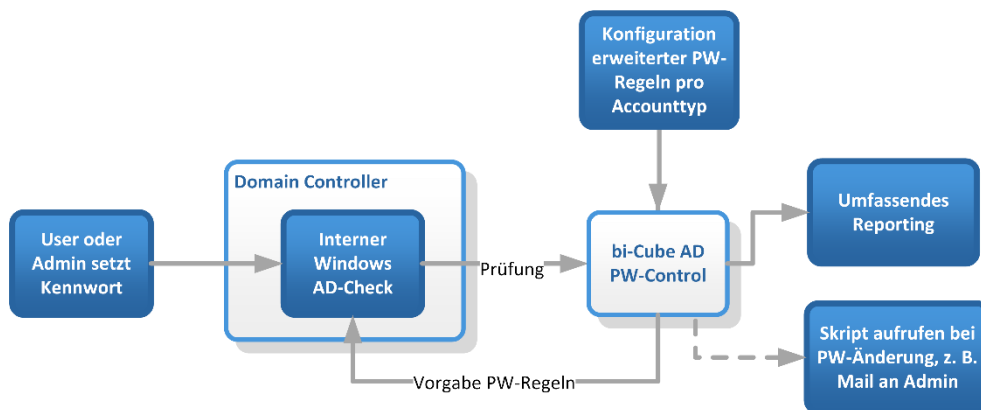 Konfiguration
erweiterter PW-
Regeln pro
Accounttyp
Domain Controller
User oder
Admin setzt
Kennwort
Interner
Windows
AD-Check
Prüfung
bi-Cube AD
PW-Control
Umfassendes
Reporting
Skript aufrufen bei
PW-Änderung, z. B.
Mail an Admin
Vorgabe PW-Regeln